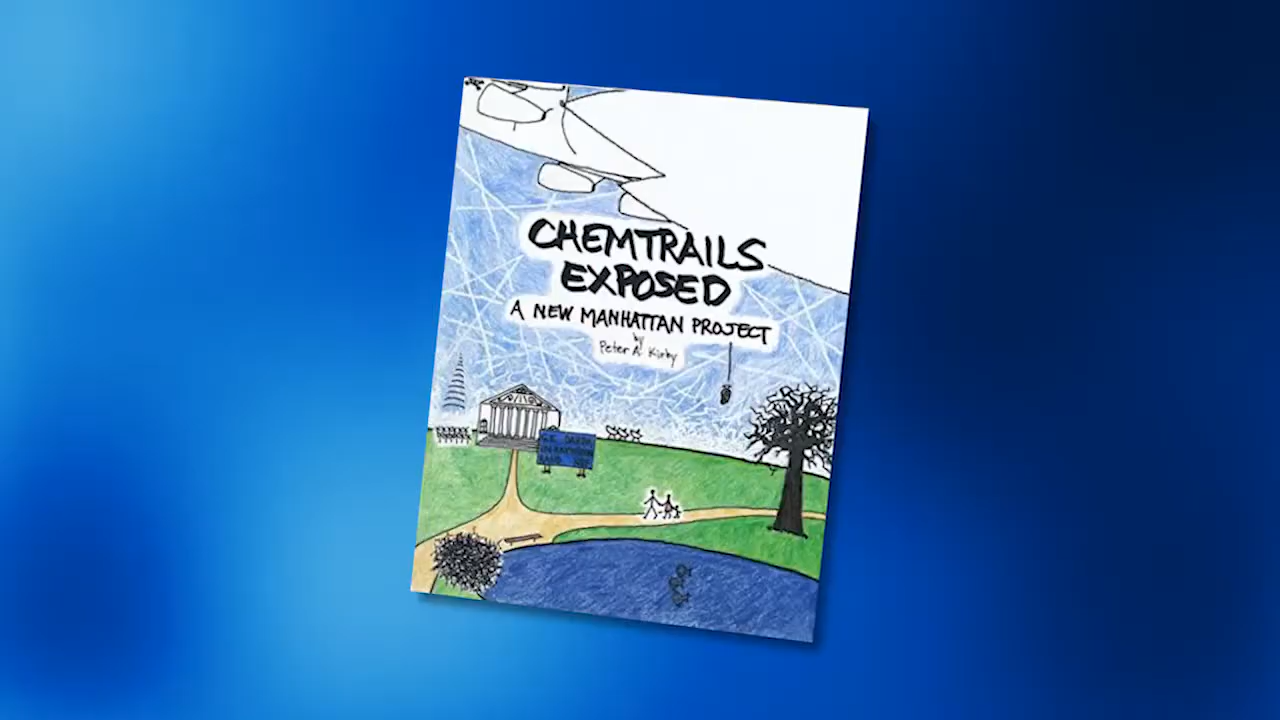 CHEMTRAILS
EXPOSED
A NEW MANHATTAN PROJECT
by
Peter A. Kirby